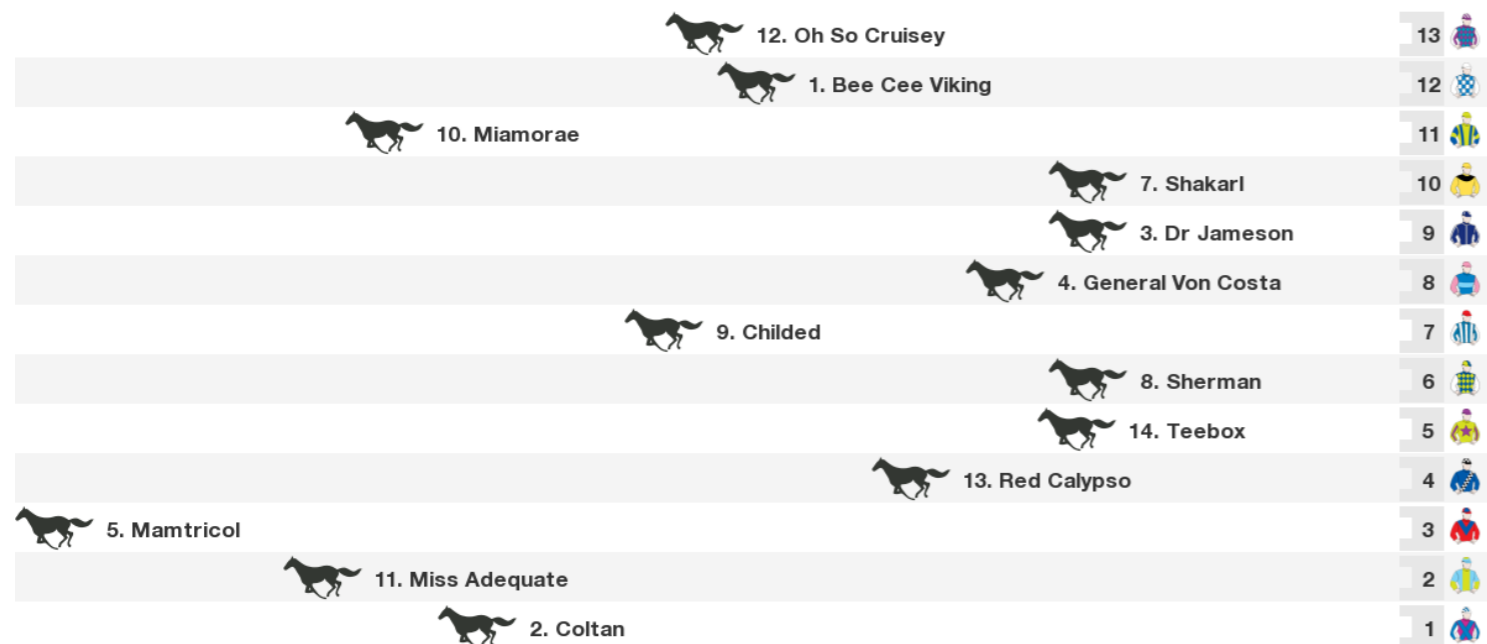 12. Oh So Cruisey 13
1. Bee Cee Viking 12
10. Miamorae 11
7. Shakarl 10
3. Dr Jameson 9
4. General Von Costa 8
9. Childed 7
8. Sherman 6
14. Teebox 5
13. Red Calypso 4
5. Mamtricol 3
11. Miss Adequate 2
2. Coltan 1